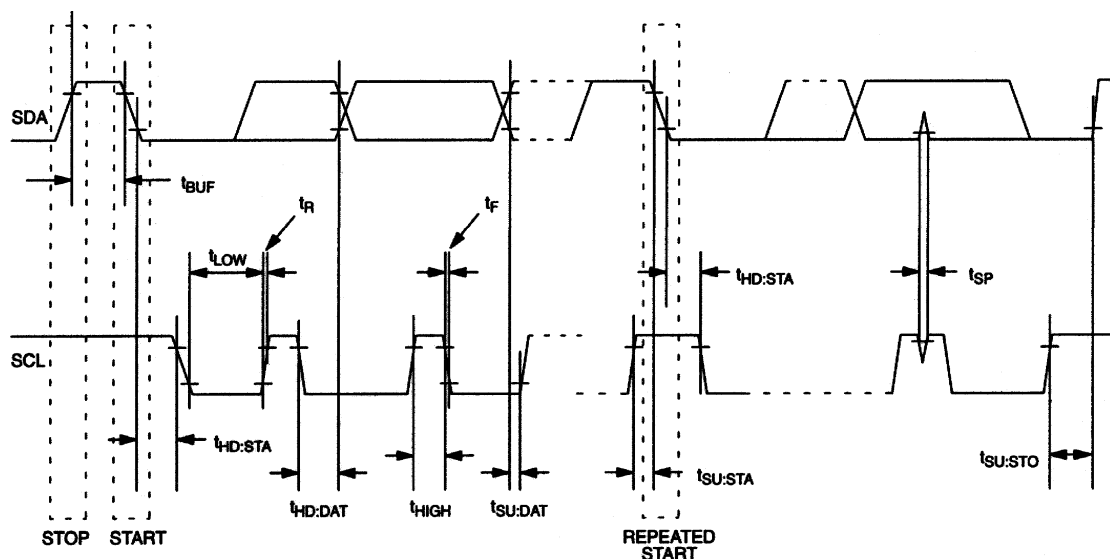 SDA
tBUF
tR
tF
tLOW
tHD:STA
tSP
SCL
tHD:STA
tHD:DAT
tHIGH
tSU:DAT
tSU:STA
tSU:STO
STOP
START
REPEATED
START